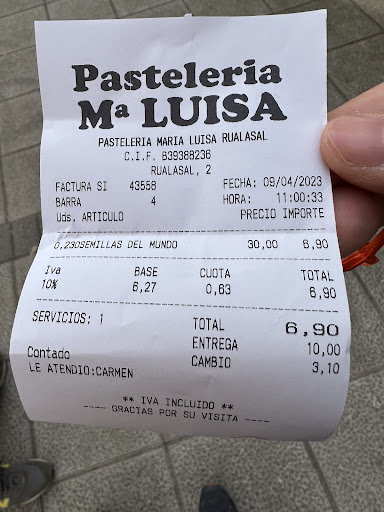 Pasteleria
Mª LUISA
PASTELERIA MARIA LUISA RUALASAL
C.I.F. B39388236
RUALASAL, 2
FACTURA SI 43558 FECHA: 09/04/2023
BARRA 4 HORA: 11:00:33
Uds. ARTICULO PRECIO IMPORTE
0,230SEMILLAS DEL MUNDO 30,00 6,90
Iva BASE CUOTA TOTAL
10% 6,27 0,63 6,90
SERVICIOS: 1 TOTAL 6,90
ENTREGA 10,00
Contado CAMBIO 3,10
LE ATENDIO:CARMEN
** IVA INCLUIDO **
---- GRACIAS POR SU VISITA ----